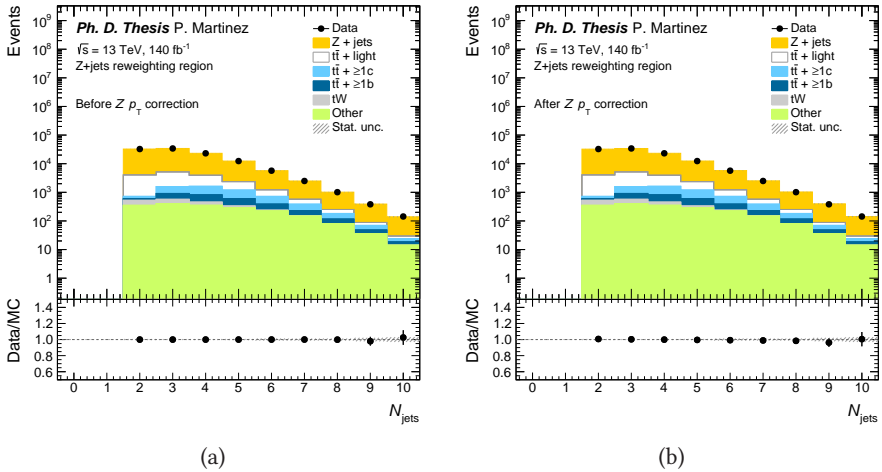 Events
10⁹
10⁸
10⁷
10⁶
10⁵
10⁴
10³
10²
10
1
Ph. D. Thesis P. Martinez
√s = 13 TeV, 140 fb⁻¹
Z+jets reweighting region
Before Z p_T correction
Data
Z + jets
tt̄ + light
tt̄ + ≥1c
tt̄ + ≥1b
tW
Other
Stat. unc.
Data/MC
1.4
1.2
1.0
0.8
0.6
0 1 2 3 4 5 6 7 8 9 10
N_jets
(a)
Events
10⁹
10⁸
10⁷
10⁶
10⁵
10⁴
10³
10²
10
1
Ph. D. Thesis P. Martinez
√s = 13 TeV, 140 fb⁻¹
Z+jets reweighting region
After Z p_T correction
Data
Z + jets
tt̄ + light
tt̄ + ≥1c
tt̄ + ≥1b
tW
Other
Stat. unc.
Data/MC
1.4
1.2
1.0
0.8
0.6
0 1 2 3 4 5 6 7 8 9 10
N_jets
(b)